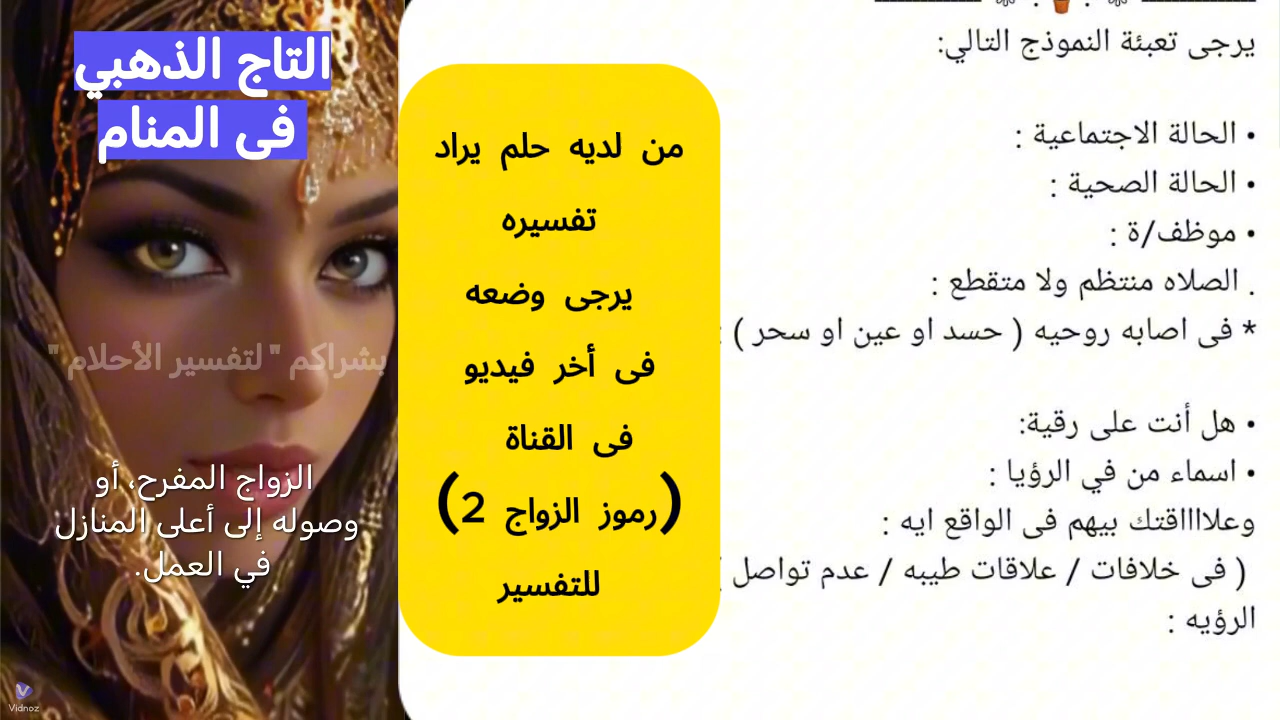 التاج الذهبي
فى المنام
بشراكم " لتفسير الأحلام "
الزواج المفرح، أو
وصوله إلى أعلى المنازل
في العمل.
Vidnoz
من لديه حلم يراد
تفسيره
يرجى وضعه
فى أخر فيديو
فى القناة
(رموز الزواج 2)
للتفسير
يرجى تعبئة النموذج التالي:
• الحالة الاجتماعية :
• الحالة الصحية :
• موظف/ة :
. الصلاه منتظم ولا متقطع :
* فى اصابه روحيه ( حسد او عين او سحر ) :
• هل أنت على رقية:
• اسماء من في الرؤيا :
وعلااااقتك بيهم فى الواقع ايه :
( فى خلافات / علاقات طيبه / عدم تواصل
الرؤيه :